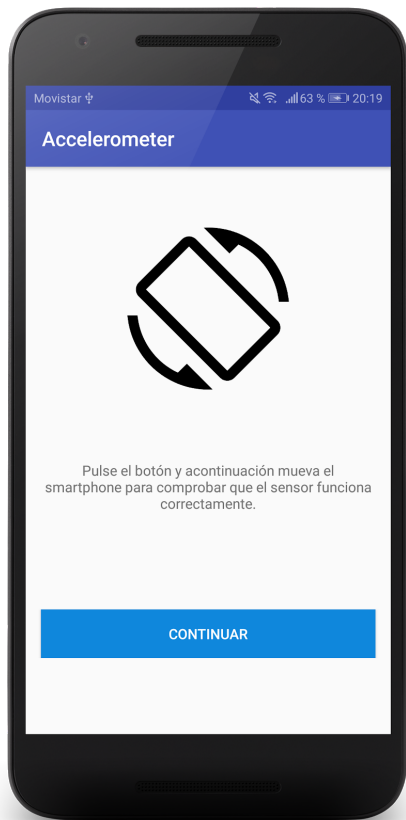 Movistar 63 % 20:19
Accelerometer
Pulse el botón y acontinuación mueva el
smartphone para comprobar que el sensor funciona
correctamente.
CONTINUAR